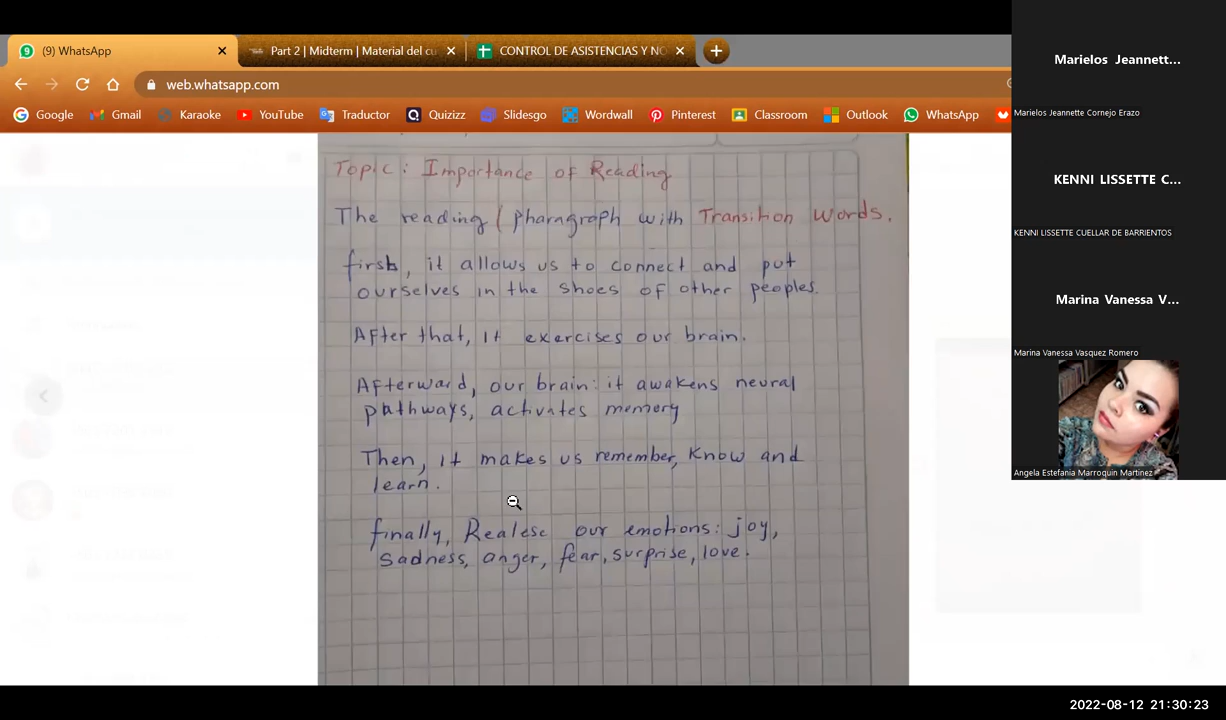 (9) WhatsApp
Part 2 | Midterm | Material del cu
CONTROL DE ASISTENCIAS Y NO
web.whatsapp.com
Google Gmail Karaoke YouTube Traductor Quizizz Slidesgo Wordwall Pinterest Classroom Outlook WhatsApp
Topic: Importance of Reading
The reading ( pharagraph with Transition Words.
first, it allows us to connect and put
ourselves in the shoes of other peoples.
After that, it exercises our brain.
Afterward, our brain: it awakens neural
pathways, activates memory
Then, it makes us remember, know and
learn.
finally, Realese our emotions: joy,
sadness, anger, fear, surprise, love.
Marielos Jeannett...
Marielos Jeannette Cornejo Erazo
KENNI LISSETTE C...
KENNI LISSETTE CUELLAR DE BARRIENTOS
Marina Vanessa V...
Marina Vanessa Vasquez Romero
Angela Estefania Marroquin Martinez
2022-08-12 21:30:23